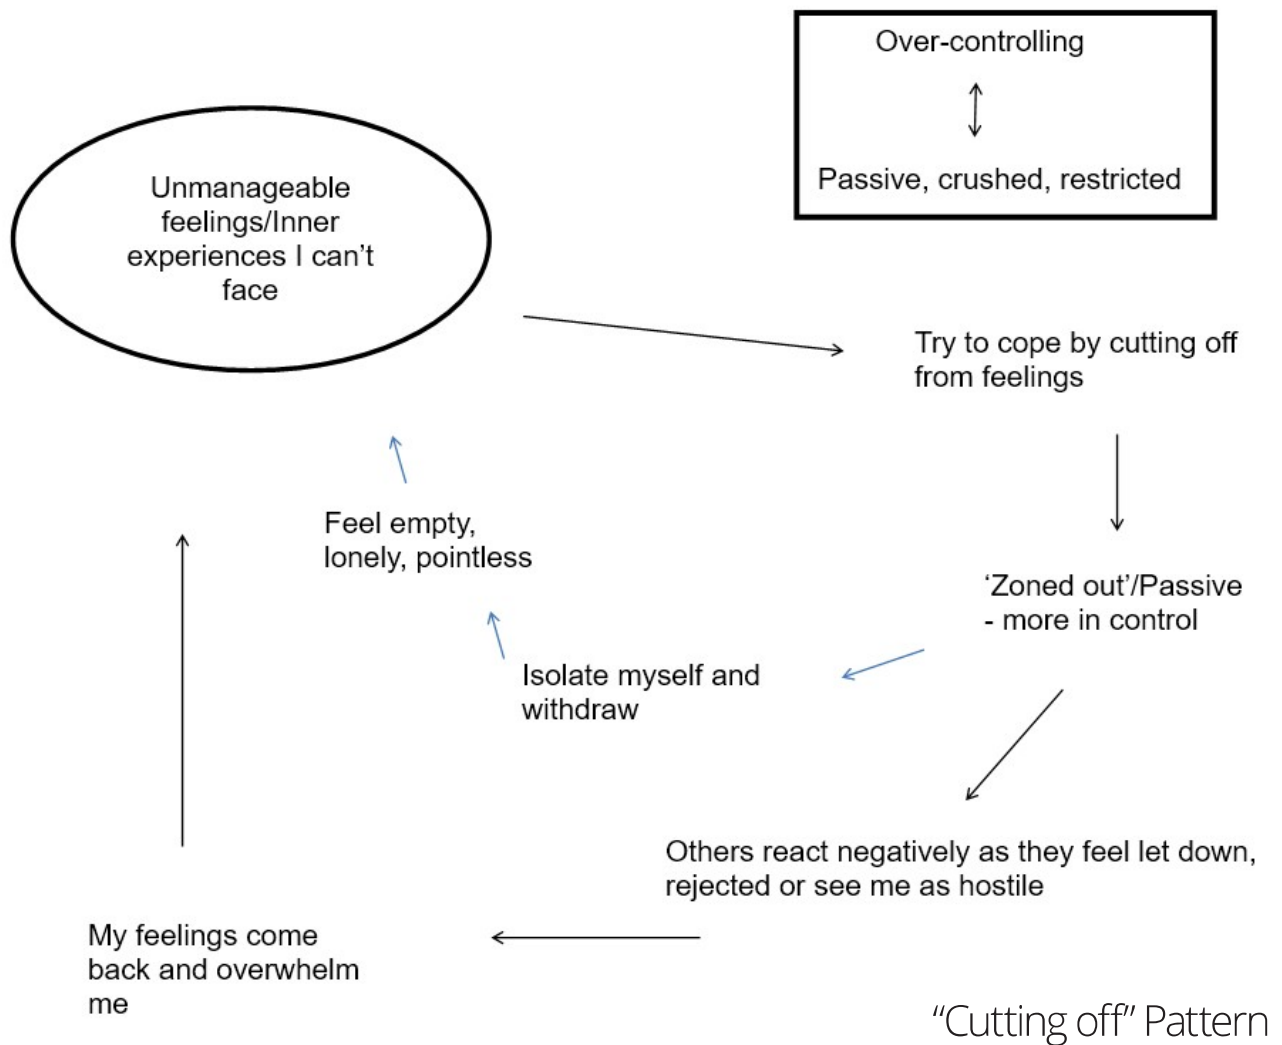 Over-controlling
Passive, crushed, restricted
Unmanageable
feelings/Inner
experiences I can’t
face
Try to cope by cutting off
from feelings
‘Zoned out’/Passive
- more in control
Feel empty,
lonely, pointless
Isolate myself and
withdraw
Others react negatively as they feel let down,
rejected or see me as hostile
My feelings come
back and overwhelm
me
“Cutting off” Pattern